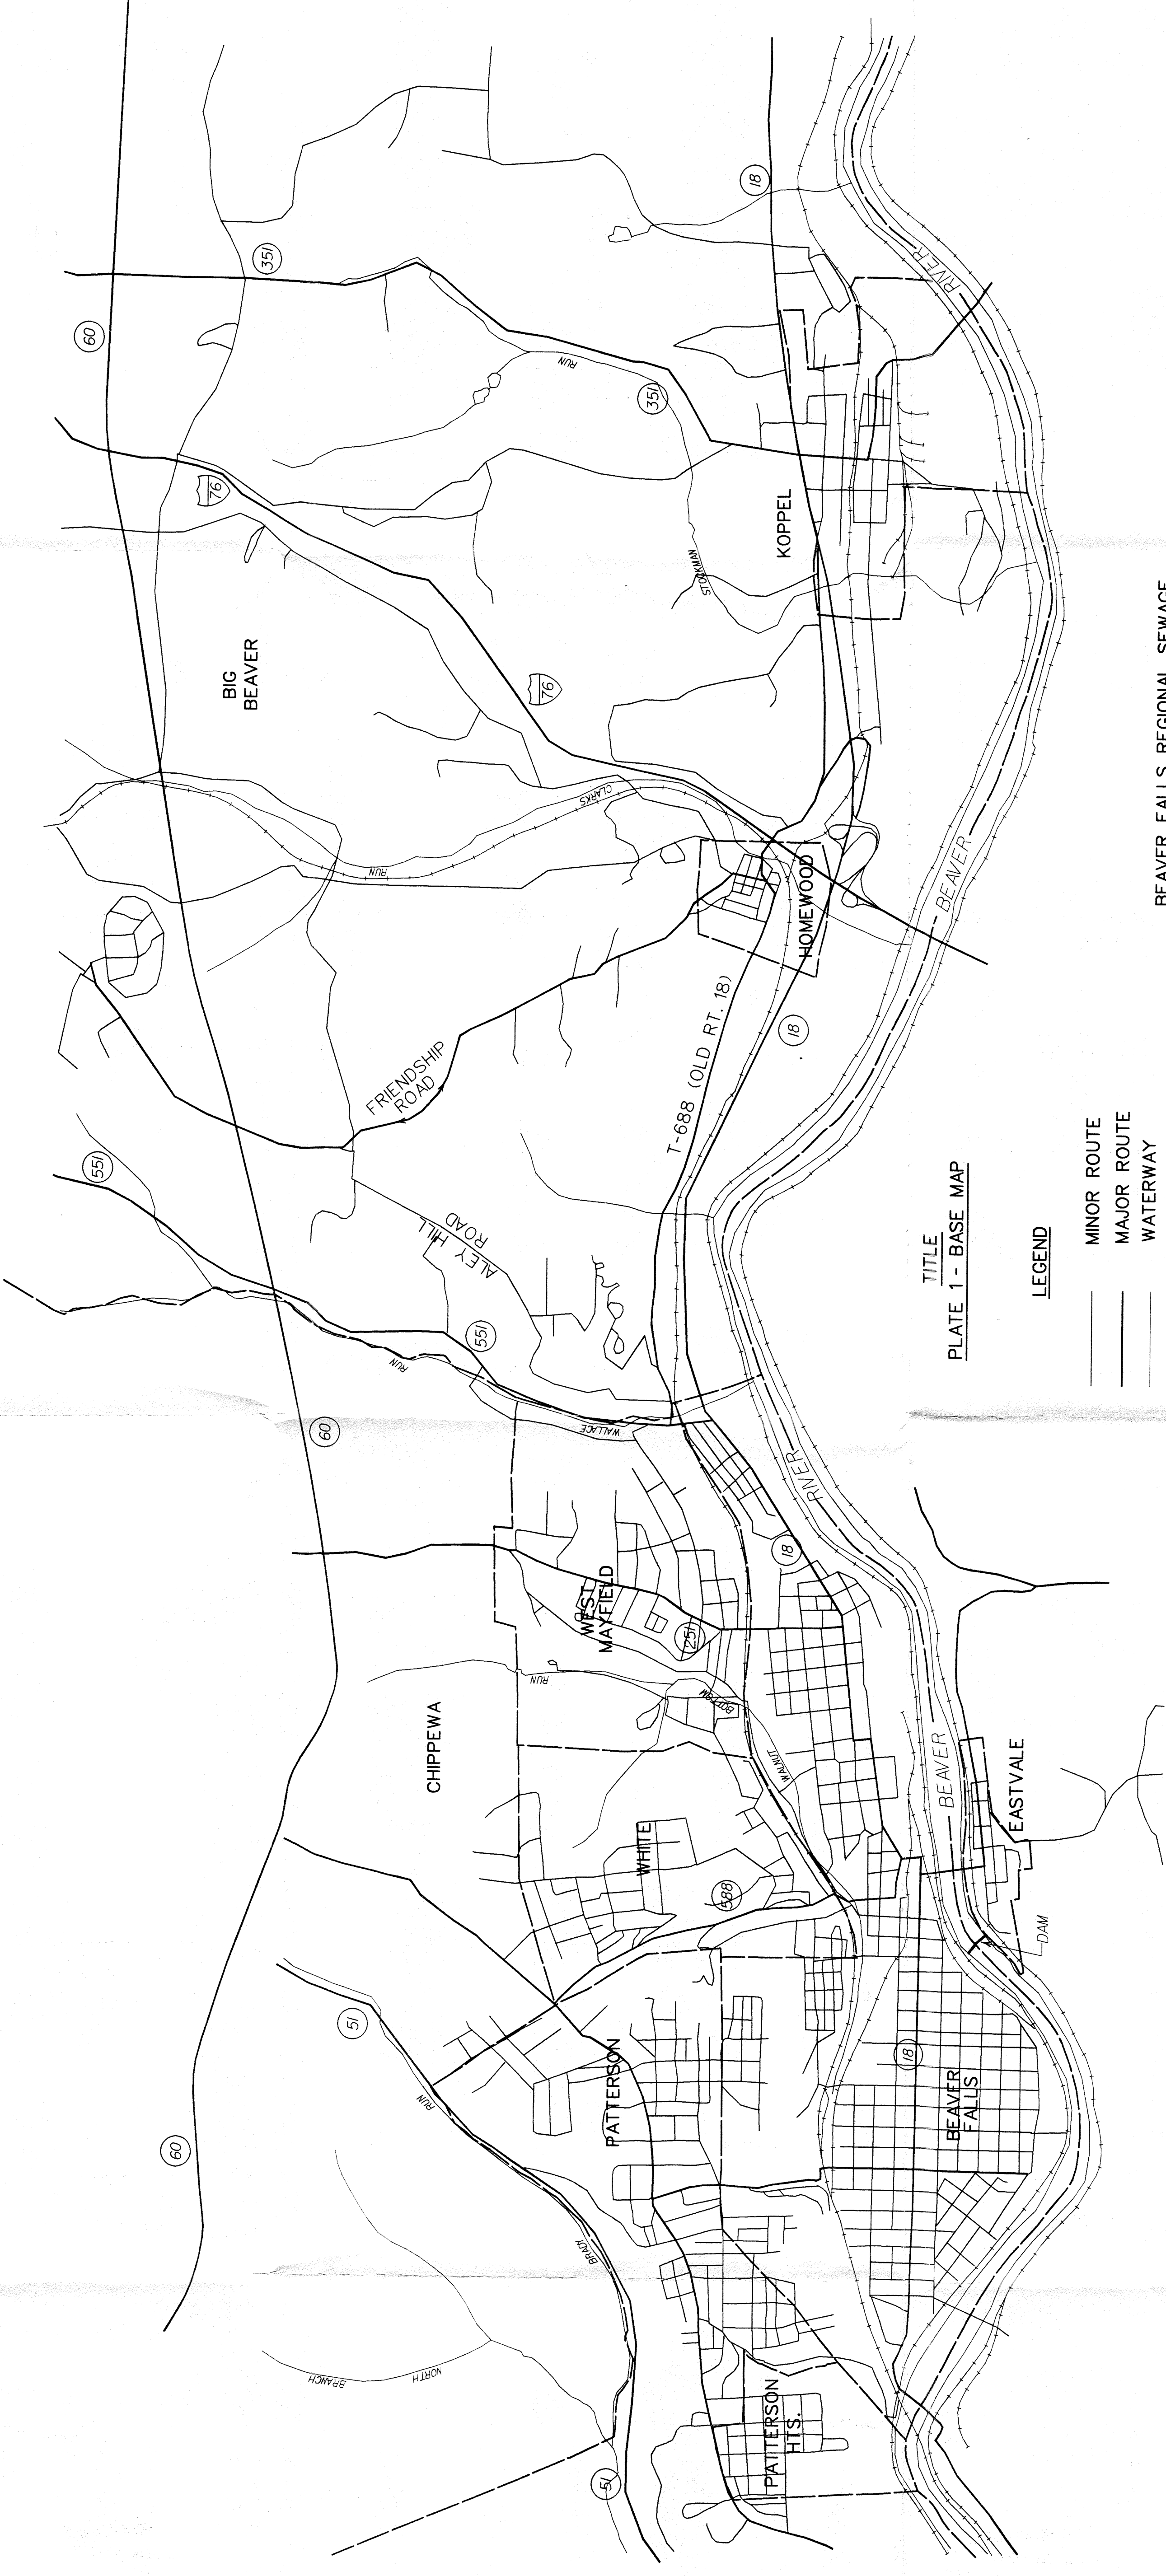 60
351
18
RIVER
76
RUN
351
BIG
BEAVER
STOCKMAN
KOPPEL
76
CLARKS
RUN
HOMEWOOD
BEAVER
FRIENDSHIP
ROAD
T-688 (OLD RT. 18)
18
551
ALEY HILL
ROAD
551
RUN
WALLACE
60
RIVER
18
WEST
MAYFIELD
251
RUN
BOTTOM
WALNUT
CHIPPEWA
BEAVER
EASTVALE
WHITE
588
DAM
51
RUN
PATTERSON
18
BEAVER
FALLS
60
BRADY
NORTH
BRANCH
PATTERSON
HTS.
51
TITLE
PLATE 1 - BASE MAP
LEGEND
MINOR ROUTE
MAJOR ROUTE
WATERWAY
BEAVER FALLS REGIONAL SEWAGE